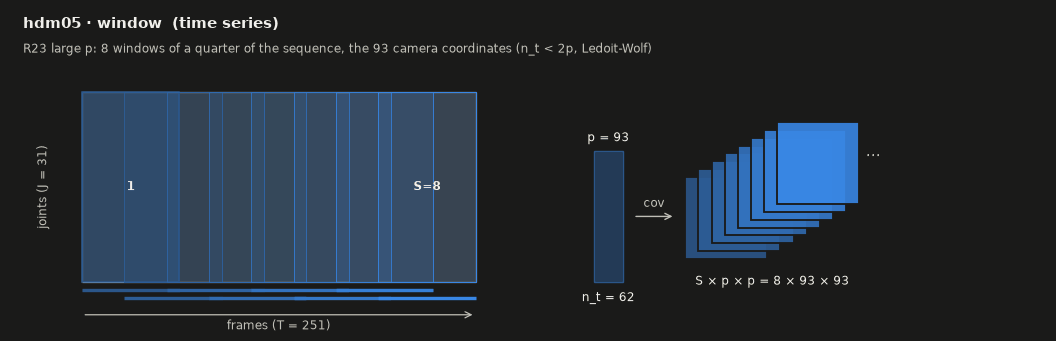 hdm05 · window  (time series)
R23 large p: 8 windows of a quarter of the sequence, the 93 camera coordinates (n_t < 2p, Ledoit-Wolf)
joints (J = 31)
1
S=8
frames (T = 251)
p = 93
n_t = 62
cov
...
S × p × p = 8 × 93 × 93